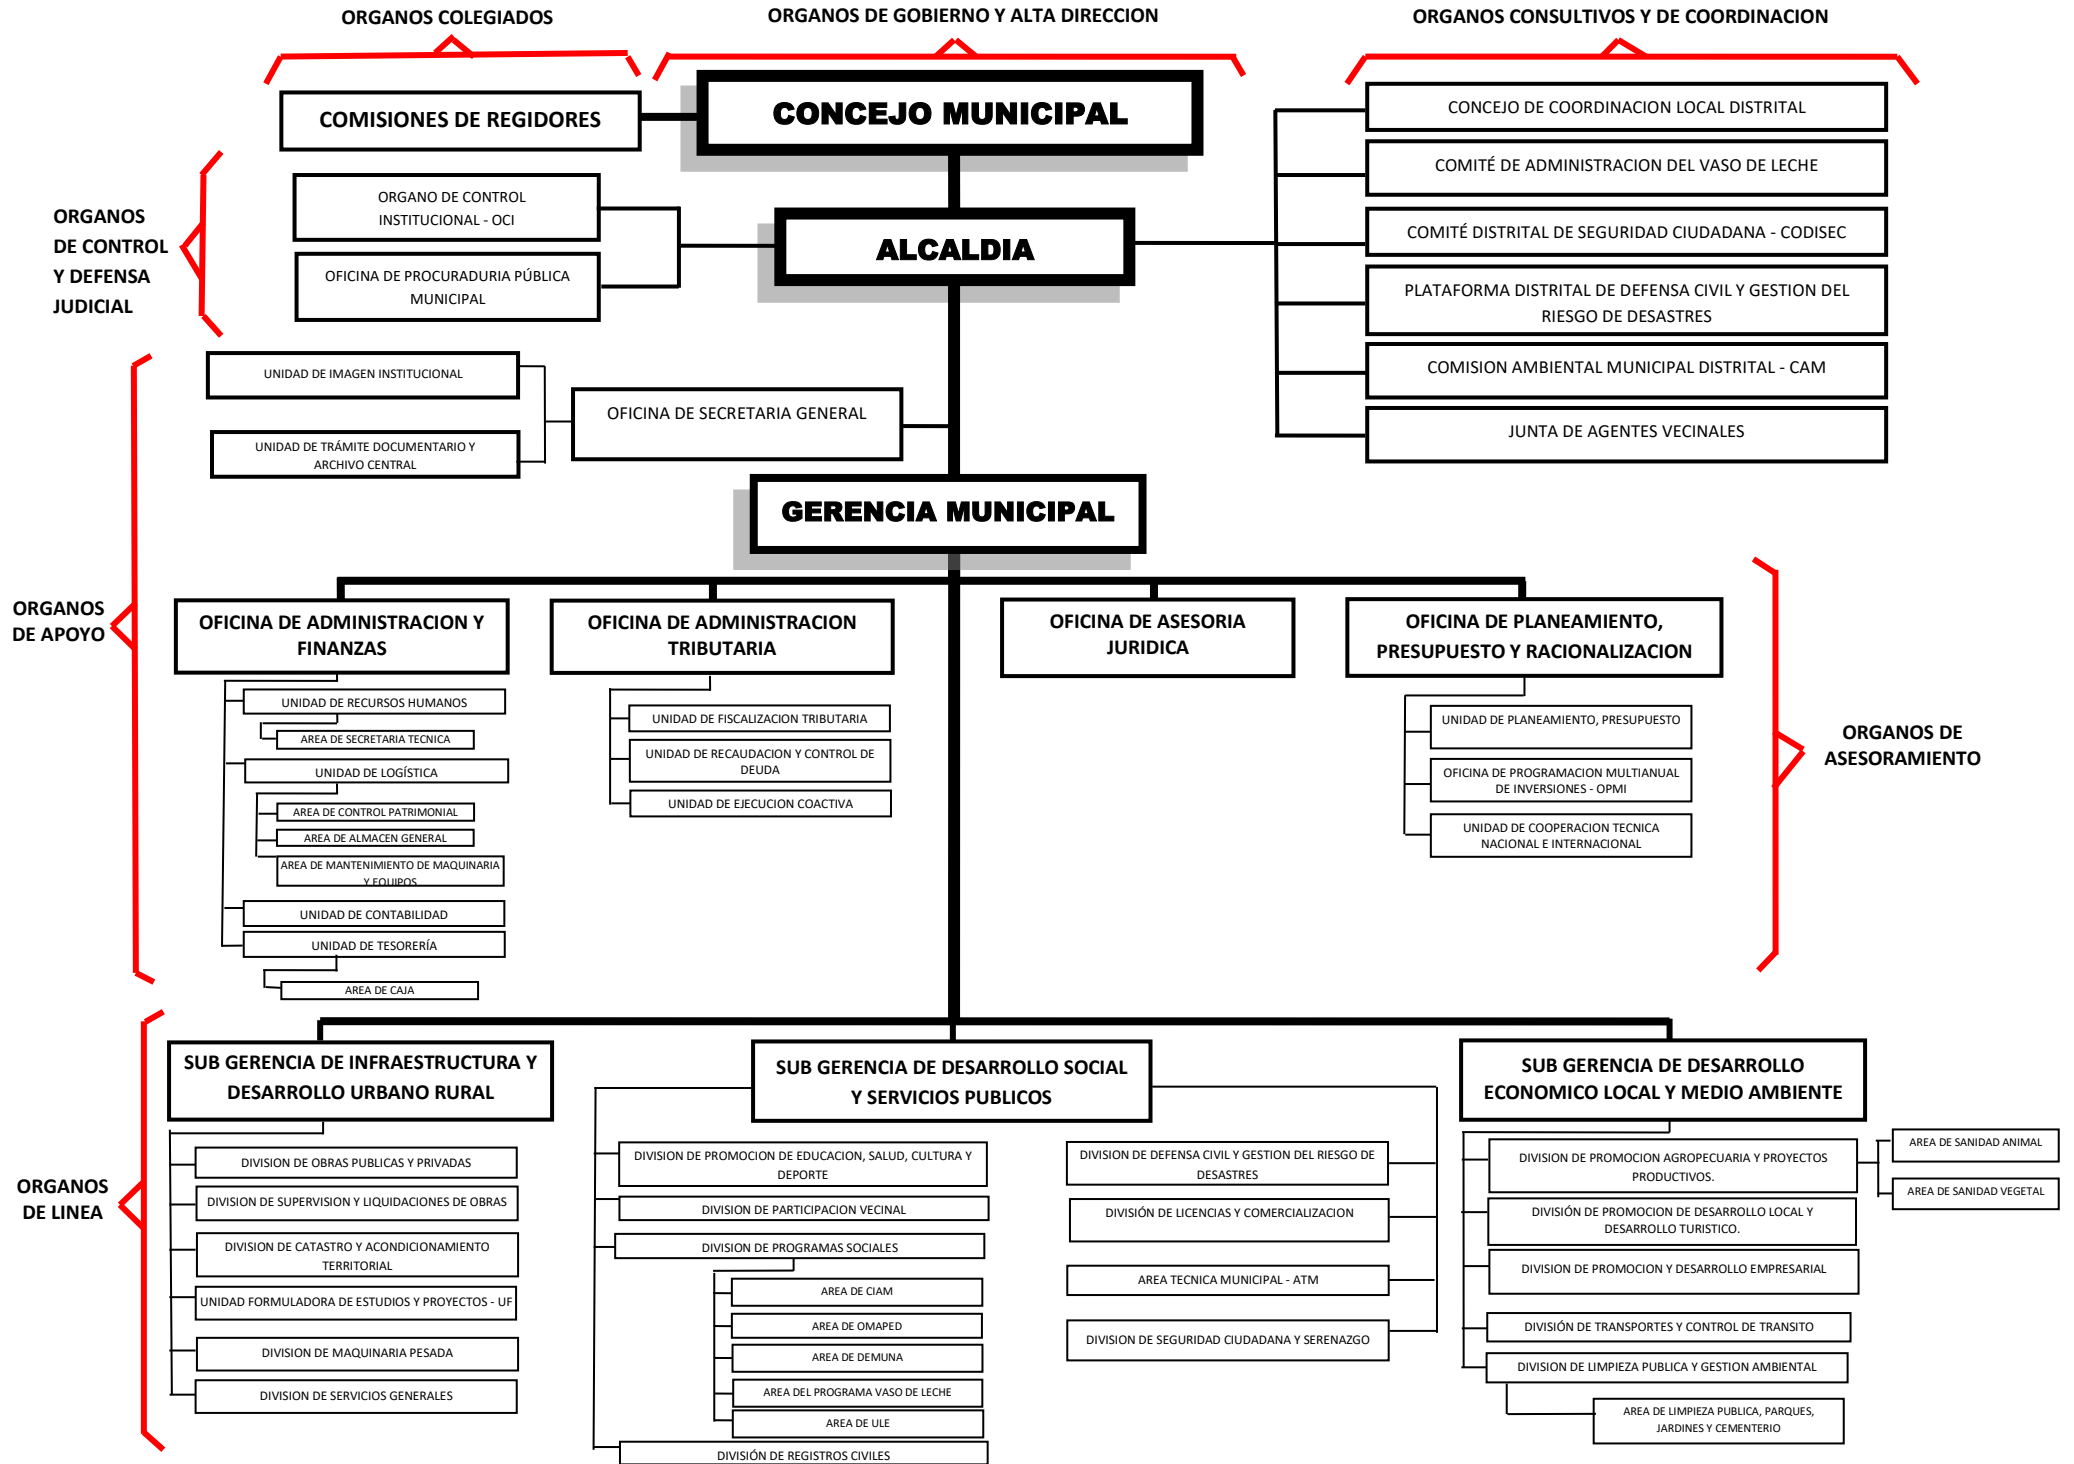 ORGANOS COLEGIADOS
ORGANOS DE GOBIERNO Y ALTA DIRECCION
ORGANOS CONSULTIVOS Y DE COORDINACION
COMISIONES DE REGIDORES
CONCEJO MUNICIPAL
CONCEJO DE COORDINACION LOCAL DISTRITAL
COMITÉ DE ADMINISTRACION DEL VASO DE LECHE
COMITÉ DISTRITAL DE SEGURIDAD CIUDADANA - CODISEC
PLATAFORMA DISTRITAL DE DEFENSA CIVIL Y GESTION DEL
RIESGO DE DESASTRES
COMISION AMBIENTAL MUNICIPAL DISTRITAL - CAM
JUNTA DE AGENTES VECINALES
ORGANOS
DE CONTROL
Y DEFENSA
JUDICIAL
ORGANO DE CONTROL
INSTITUCIONAL - OCI
OFICINA DE PROCURADURIA PÚBLICA
MUNICIPAL
ALCALDIA
UNIDAD DE IMAGEN INSTITUCIONAL
UNIDAD DE TRÁMITE DOCUMENTARIO Y
ARCHIVO CENTRAL
OFICINA DE SECRETARIA GENERAL
GERENCIA MUNICIPAL
ORGANOS
DE APOYO
OFICINA DE ADMINISTRACION Y
FINANZAS
UNIDAD DE RECURSOS HUMANOS
AREA DE SECRETARIA TECNICA
UNIDAD DE LOGÍSTICA
AREA DE CONTROL PATRIMONIAL
AREA DE ALMACEN GENERAL
AREA DE MANTENIMIENTO DE MAQUINARIA
Y EQUIPOS
UNIDAD DE CONTABILIDAD
UNIDAD DE TESORERÍA
AREA DE CAJA
OFICINA DE ADMINISTRACION
TRIBUTARIA
UNIDAD DE FISCALIZACION TRIBUTARIA
UNIDAD DE RECAUDACION Y CONTROL DE
DEUDA
UNIDAD DE EJECUCION COACTIVA
OFICINA DE ASESORIA
JURIDICA
OFICINA DE PLANEAMIENTO,
PRESUPUESTO Y RACIONALIZACION
UNIDAD DE PLANEAMIENTO, PRESUPUESTO
OFICINA DE PROGRAMACION MULTIANUAL
DE INVERSIONES - OPMI
UNIDAD DE COOPERACION TECNICA
NACIONAL E INTERNACIONAL
ORGANOS DE
ASESORAMIENTO
ORGANOS
DE LINEA
SUB GERENCIA DE INFRAESTRUCTURA Y
DESARROLLO URBANO RURAL
DIVISION DE OBRAS PUBLICAS Y PRIVADAS
DIVISION DE SUPERVISION Y LIQUIDACIONES DE OBRAS
DIVISION DE CATASTRO Y ACONDICIONAMIENTO
TERRITORIAL
UNIDAD FORMULADORA DE ESTUDIOS Y PROYECTOS - UF
DIVISION DE MAQUINARIA PESADA
DIVISION DE SERVICIOS GENERALES
SUB GERENCIA DE DESARROLLO SOCIAL
Y SERVICIOS PUBLICOS
DIVISION DE PROMOCION DE EDUCACION, SALUD, CULTURA Y
DEPORTE
DIVISION DE PARTICIPACION VECINAL
DIVISION DE PROGRAMAS SOCIALES
AREA DE CIAM
AREA DE OMAPED
AREA DE DEMUNA
AREA DEL PROGRAMA VASO DE LECHE
AREA DE ULE
DIVISIÓN DE REGISTROS CIVILES
DIVISION DE DEFENSA CIVIL Y GESTION DEL RIESGO DE
DESASTRES
DIVISIÓN DE LICENCIAS Y COMERCIALIZACION
AREA TECNICA MUNICIPAL - ATM
DIVISION DE SEGURIDAD CIUDADANA Y SERENAZGO
SUB GERENCIA DE DESARROLLO
ECONOMICO LOCAL Y MEDIO AMBIENTE
DIVISION DE PROMOCION AGROPECUARIA Y PROYECTOS
PRODUCTIVOS.
AREA DE SANIDAD ANIMAL
AREA DE SANIDAD VEGETAL
DIVISIÓN DE PROMOCION DE DESARROLLO LOCAL Y
DESARROLLO TURISTICO.
DIVISION DE PROMOCION Y DESARROLLO EMPRESARIAL
DIVISIÓN DE TRANSPORTES Y CONTROL DE TRANSITO
DIVISION DE LIMPIEZA PUBLICA Y GESTION AMBIENTAL
AREA DE LIMPIEZA PUBLICA, PARQUES,
JARDINES Y CEMENTERIO